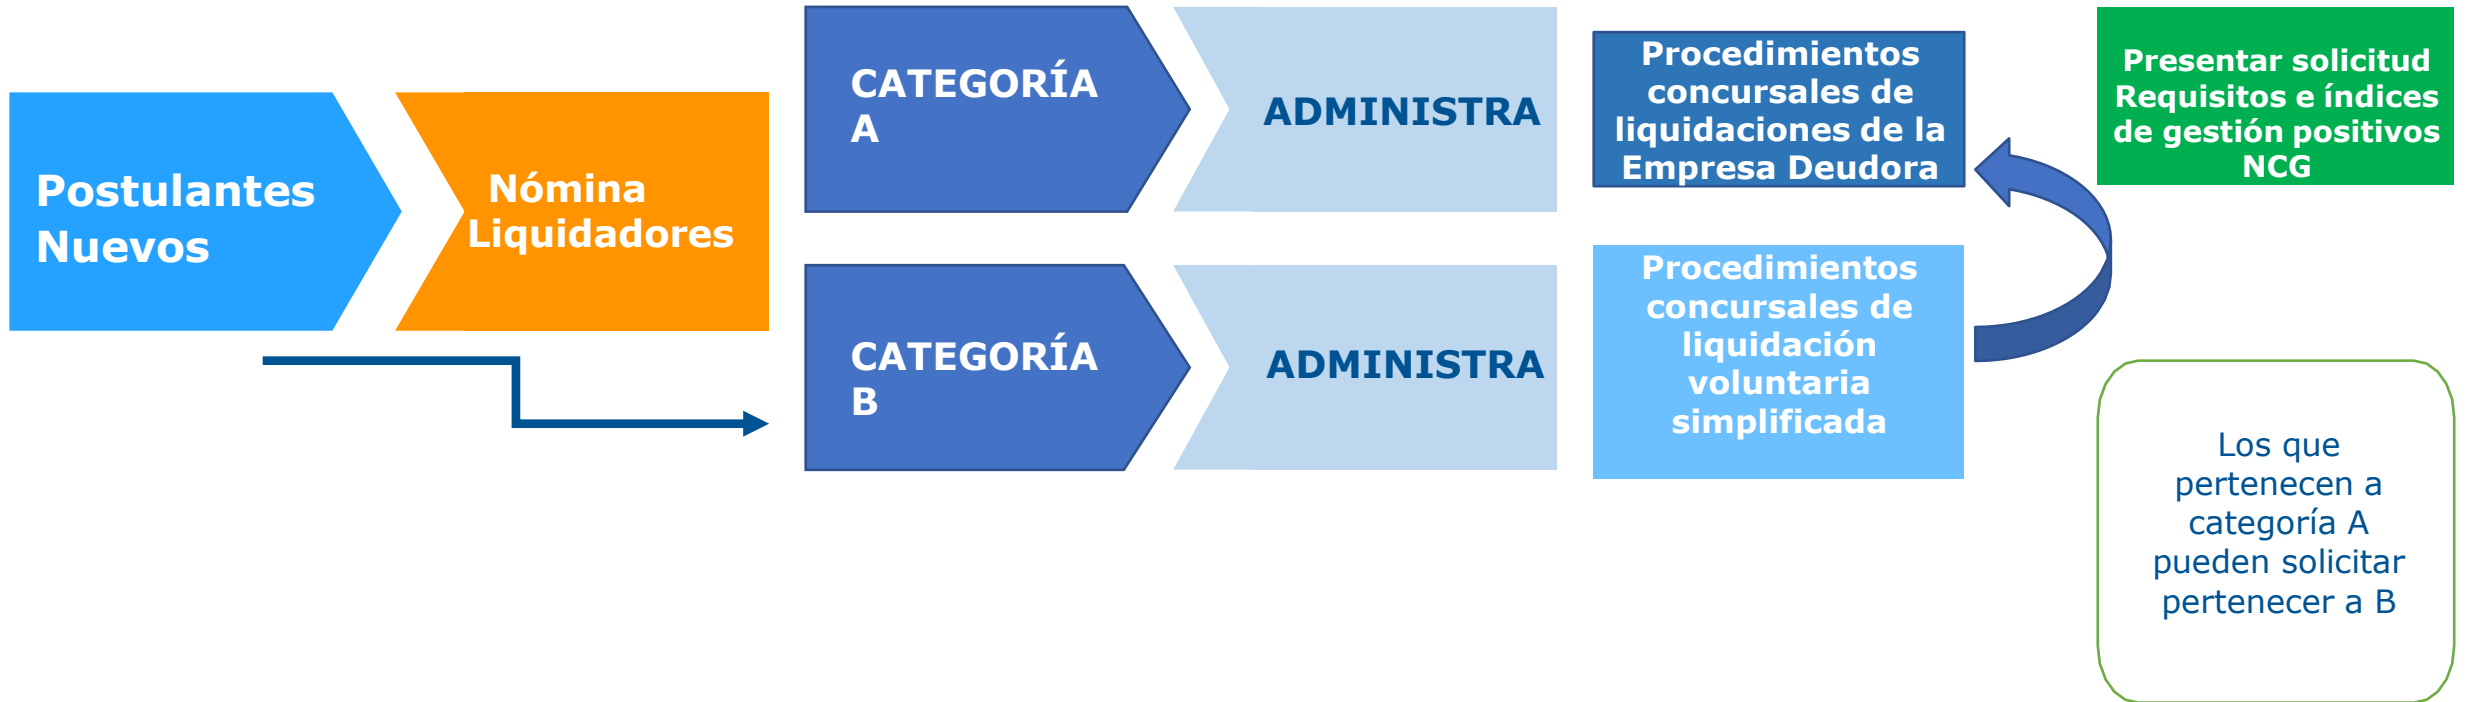 Postulantes
Nuevos
Nómina
Liquidadores
CATEGORÍA
A
ADMINISTRA
Procedimientos
concursales de
liquidaciones de la
Empresa Deudora
Presentar solicitud
Requisitos e índices
de gestión positivos
NCG
CATEGORÍA
B
ADMINISTRA
Procedimientos
concursales de
liquidación
voluntaria
simplificada
Los que
pertenecen a
categoría A
pueden solicitar
pertenecer a B